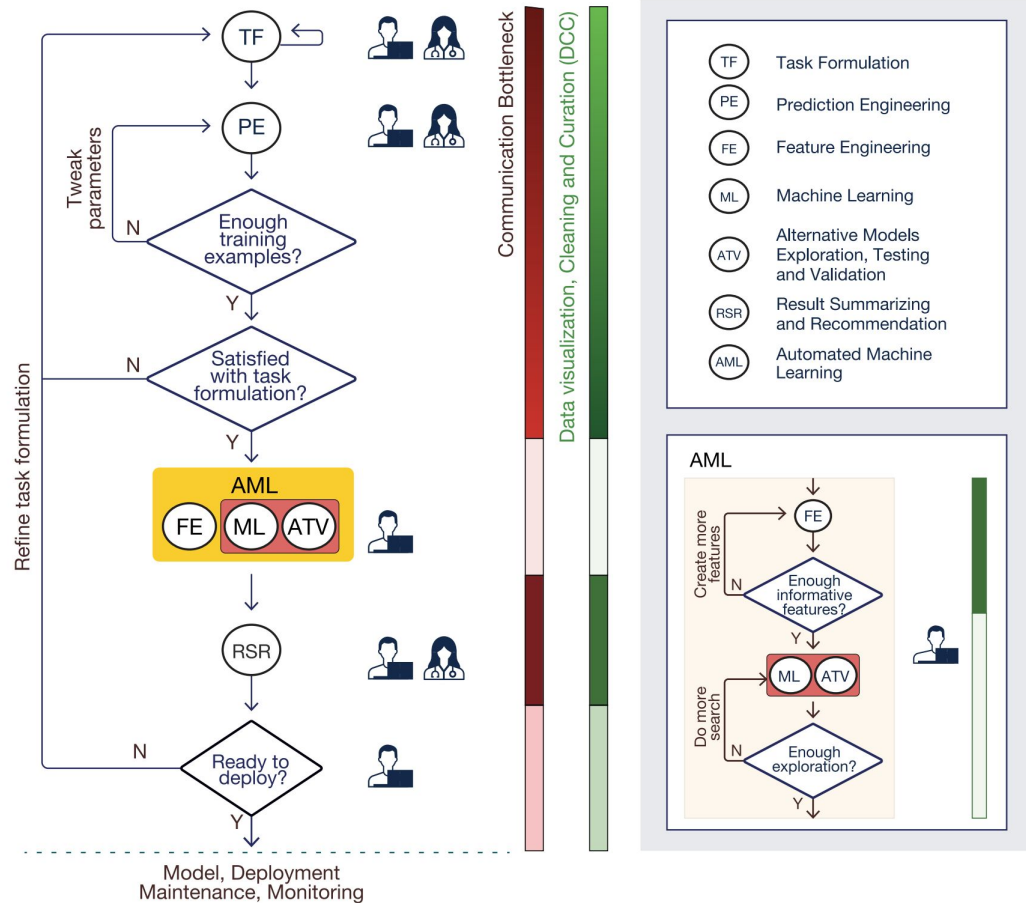 TF
PE
Tweak
parameters
N
Enough
training
examples?
Y
N
Satisfied
with task
formulation?
Y
Refine task formulation
AML
FE
ML
ATV
RSR
N
Ready to
deploy?
Y
Model, Deployment
Maintenance, Monitoring
Communication Bottleneck
Data visualization, Cleaning and Curation (DCC)
TF
Task Formulation
PE
Prediction Engineering
FE
Feature Engineering
ML
Machine Learning
ATV
Alternative Models
Exploration, Testing
and Validation
RSR
Result Summarizing
and Recommendation
AML
Automated Machine
Learning
AML
FE
Create more
features
N
Enough
informative
features?
Y
ML
ATV
Do more
search
N
Enough
exploration?
Y